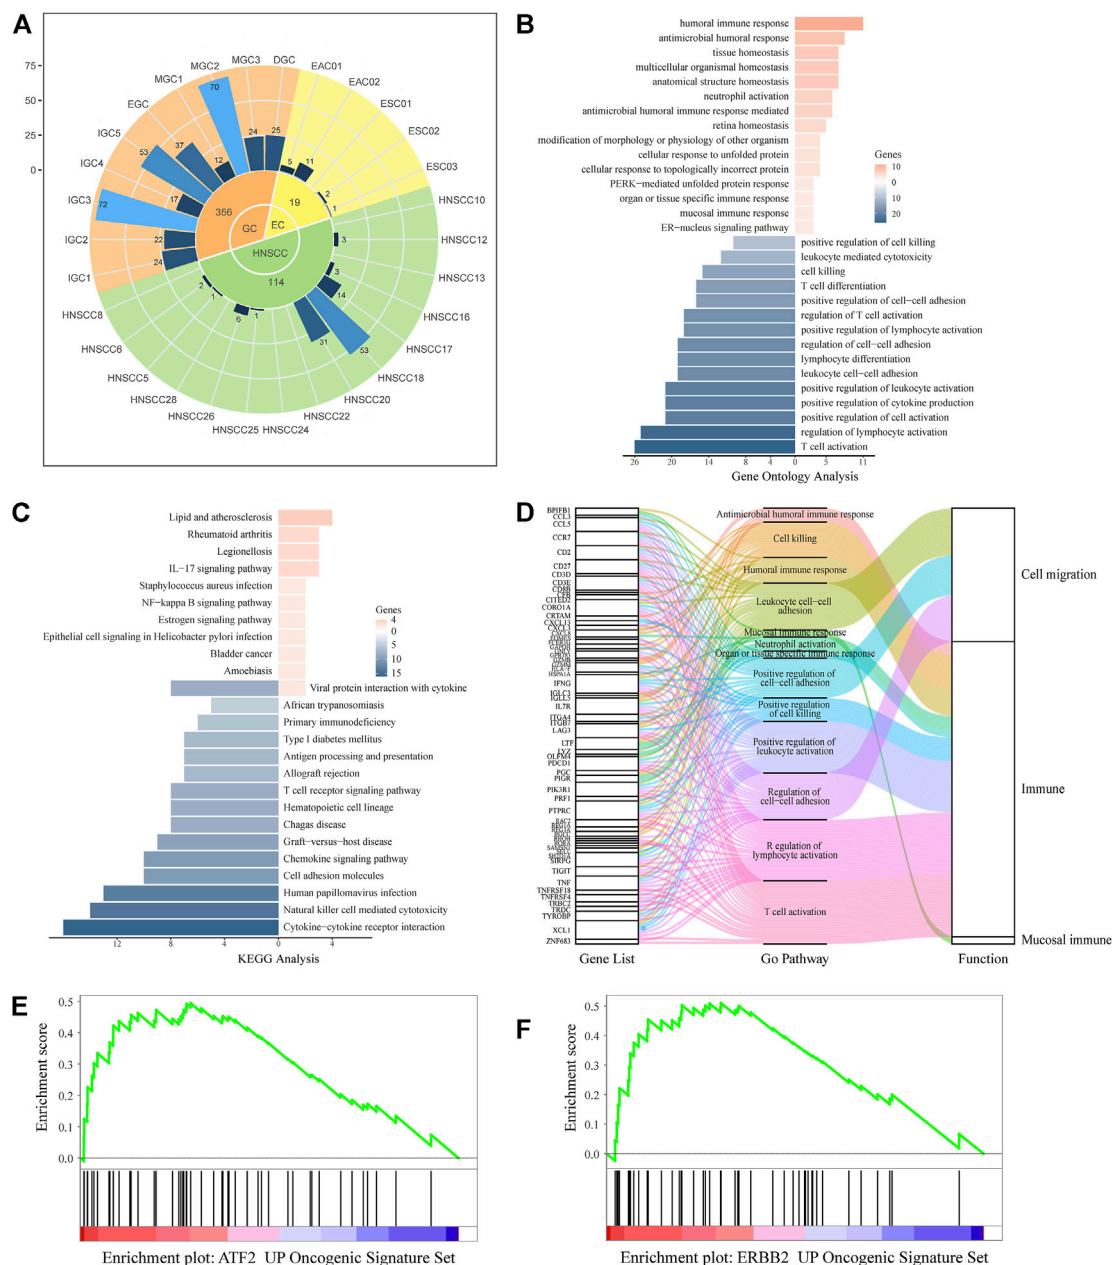 A
75
50
25
0
MGC3
DGC
MGC2
EAC01
MGC1
EAC02
EGC
ESC01
IGC5
ESC02
IGC4
ESC03
IGC3
HNSCC10
IGC2
HNSCC12
IGC1
HNSCC13
HNSCC8
HNSCC16
HNSCC6
HNSCC17
HNSCC5
HNSCC18
HNSCC28
HNSCC20
HNSCC26
HNSCC22
HNSCC25
HNSCC24
70
24
25
37
12
5
11
53
17
2
1
72
356
19
GC
EC
22
HNSCC
3
24
114
3
2
1
14
6
1
31
53
B
humoral immune response
antimicrobial humoral response
tissue homeostasis
multicellular organismal homeostasis
anatomical structure homeostasis
neutrophil activation
antimicrobial humoral immune response mediated
retina homeostasis
modification of morphology or physiology of other organism
cellular response to unfolded protein
cellular response to topologically incorrect protein
PERK-mediated unfolded protein response
organ or tissue specific immune response
mucosal immune response
ER-nucleus signaling pathway
positive regulation of cell killing
leukocyte mediated cytotoxicity
cell killing
T cell differentiation
positive regulation of cell-cell adhesion
regulation of T cell activation
positive regulation of lymphocyte activation
regulation of cell-cell adhesion
lymphocyte differentiation
leukocyte cell-cell adhesion
positive regulation of leukocyte activation
positive regulation of cytokine production
positive regulation of cell activation
regulation of lymphocyte activation
T cell activation
Genes
10
0
10
20
26 20 14 8 4 0 5 11
Gene Ontology Analysis
C
Lipid and atherosclerosis
Rheumatoid arthritis
Legionellosis
IL-17 signaling pathway
Staphylococcus aureus infection
NF-kappa B signaling pathway
Estrogen signaling pathway
Epithelial cell signaling in Helicobacter pylori infection
Bladder cancer
Amoebiasis
Viral protein interaction with cytokine
African trypanosomiasis
Primary immunodeficiency
Type I diabetes mellitus
Antigen processing and presentation
Allograft rejection
T cell receptor signaling pathway
Hematopoietic cell lineage
Chagas disease
Graft-versus-host disease
Chemokine signaling pathway
Cell adhesion molecules
Human papillomavirus infection
Natural killer cell mediated cytotoxicity
Cytokine-cytokine receptor interaction
Genes
4
0
5
10
15
12 8 4 0 4
KEGG Analysis
D
BPIFB1
CCL3
CCL5
CCR7
CD2
CD27
CD3D
CD3E
CD8B
CFB
CITED2
CORO1A
CRTAM
CXCL13
CXCL3
CXCL8
HLA-F
HSPA1A
IFNG
IGLC3
IGLL5
IL7R
ITGA4
ITGB7
LAG3
LTF
LYZ
OLFM4
PDCD1
PGC
PIGR
PIK3R1
PRF1
PTPRC
RAC2
REG1A
REG3A
SIRPG
TIGIT
TNF
TNFRSF18
TNFRSF4
TRBC2
TRDC
TYROBP
XCL1
ZNF683
Gene List
Antimicrobial humoral immune response
Cell killing
Humoral immune response
Leukocyte cell-cell
adhesion
Mucosal immune response
Neutrophil activation
Organ or tissue specific immune response
Positive regulation
of cell-cell adhesion
Positive regulation
of cell killing
Positive regulation of
leukocyte activation
Regulation of
cell-cell adhesion
R egulation of
lymphocyte activation
T cell activation
Go Pathway
Cell migration
Immune
Mucosal immune
Function
E
Enrichment score
0.5
0.4
0.3
0.2
0.1
0.0
Enrichment plot: ATF2_UP Oncogenic Signature Set
F
Enrichment score
0.5
0.4
0.3
0.2
0.1
0.0
Enrichment plot: ERBB2_UP Oncogenic Signature Set